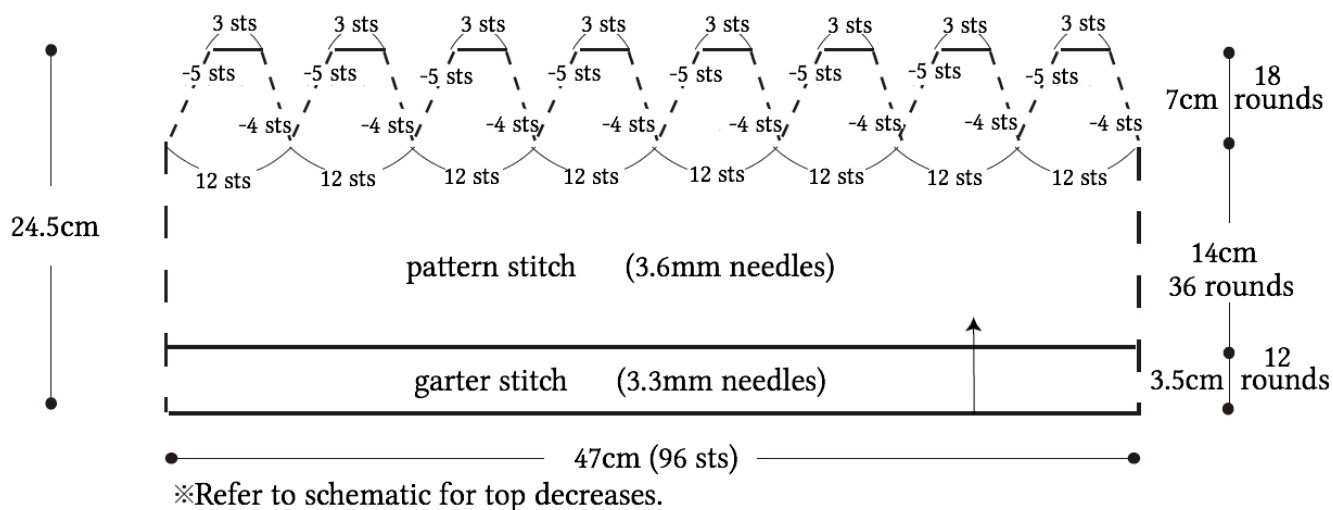 3 sts 3 sts 3 sts 3 sts 3 sts 3 sts 3 sts 3 sts
-5 sts -5 sts -5 sts -5 sts -5 sts -5 sts -5 sts -5 sts
18
7cm rounds
-4 sts -4 sts -4 sts -4 sts -4 sts -4 sts -4 sts -4 sts
12 sts 12 sts 12 sts 12 sts 12 sts 12 sts 12 sts 12 sts
24.5cm
14cm
36 rounds
pattern stitch (3.6mm needles)
garter stitch (3.3mm needles)
12
3.5cm rounds
47cm (96 sts)
※Refer to schematic for top decreases.